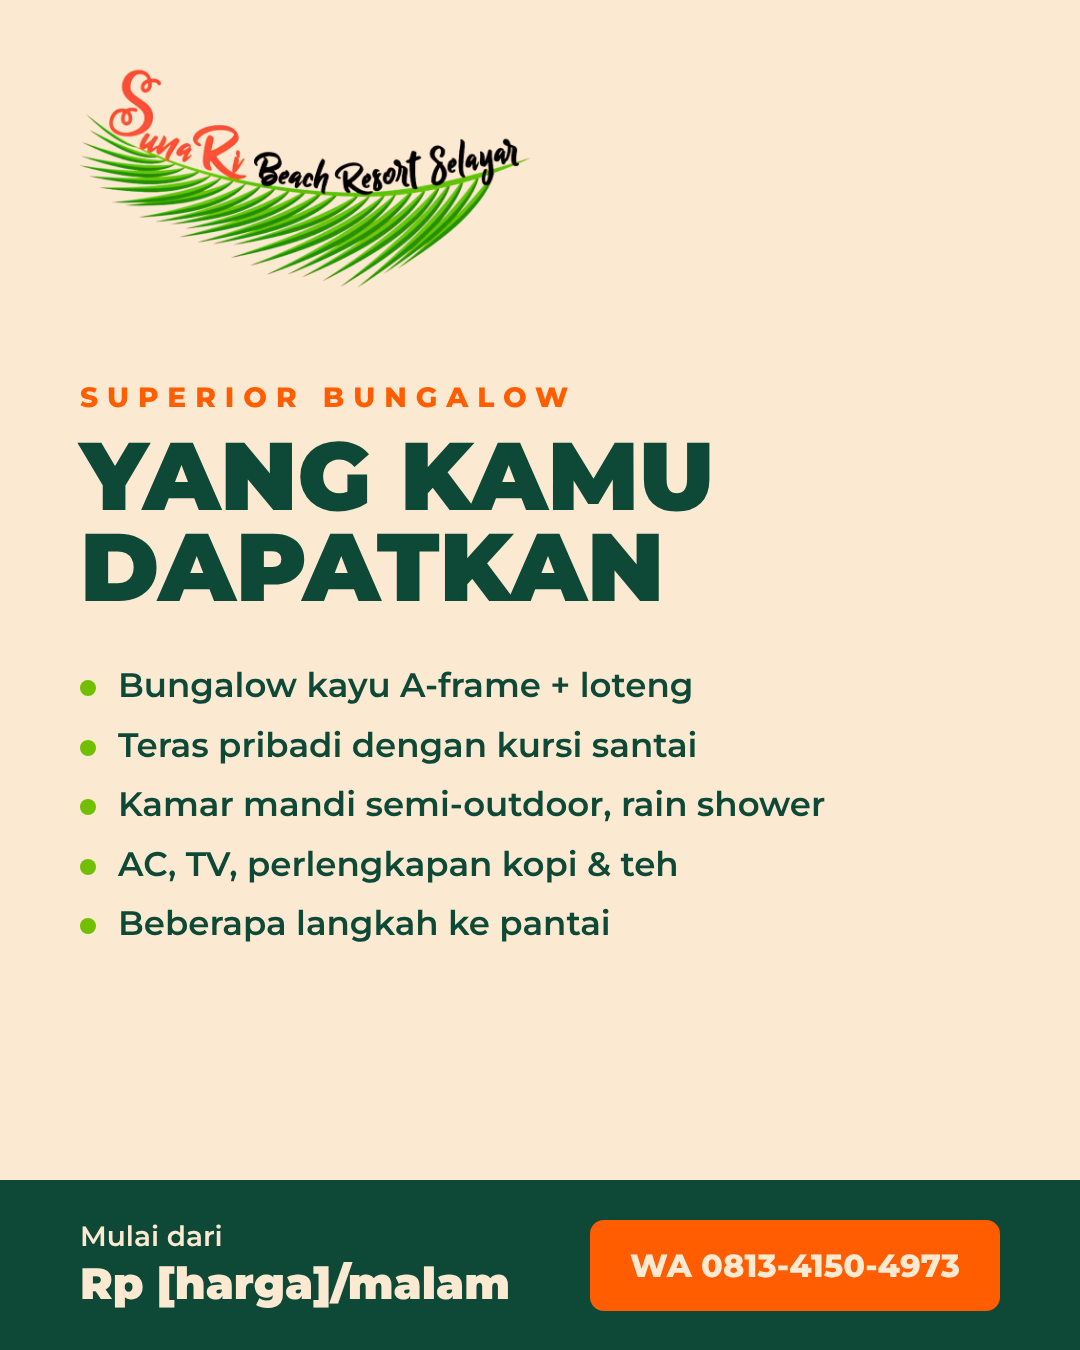 SunaRi Beach Resort Selayar
SUPERIOR BUNGALOW
YANG KAMU
DAPATKAN
Bungalow kayu A-frame + loteng
Teras pribadi dengan kursi santai
Kamar mandi semi-outdoor, rain shower
AC, TV, perlengkapan kopi & teh
Beberapa langkah ke pantai
Mulai dari
Rp [harga]/malam
WA 0813-4150-4973